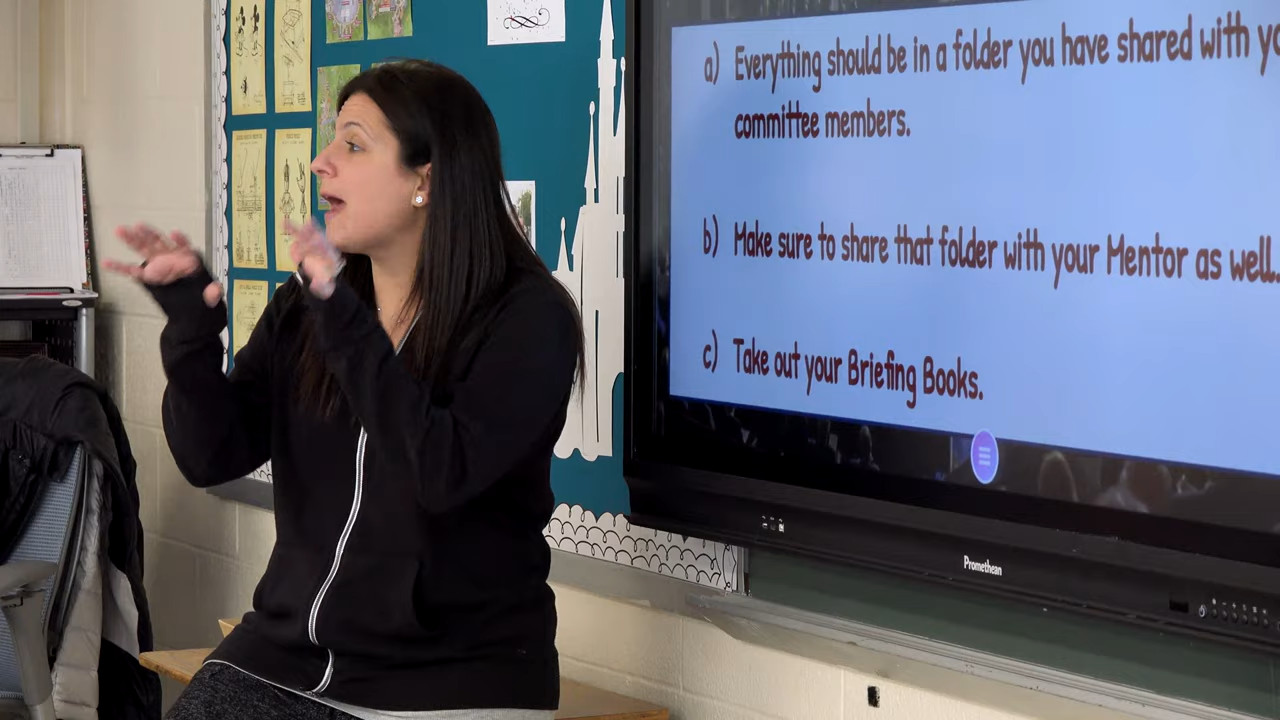 a) Everything should be in a folder you have shared with
committee members.
b) Make sure to share that folder with your Mentor as well..
c) Take out your Briefing Books.
Promethean